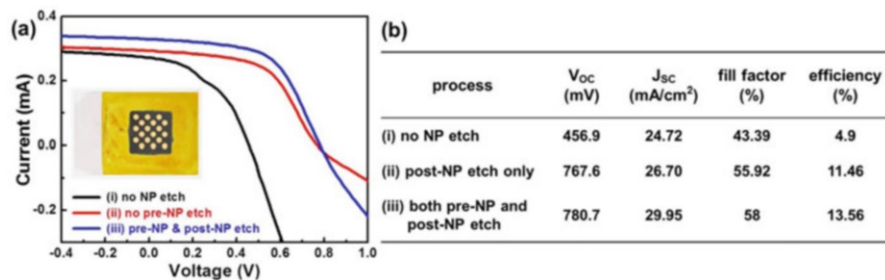 (a)
0.4
0.2
0.0
-0.2
Current (mA)
(i) no NP etch
(ii) no pre-NP etch
(iii) pre-NP & post-NP etch
-0.4 -0.2 0.0 0.2 0.4 0.6 0.8 1.0
Voltage (V)
(b)
process VOC (mV) JSC (mA/cm²) fill factor (%) efficiency (%)
(i) no NP etch 456.9 24.72 43.39 4.9
(ii) post-NP etch only 767.6 26.70 55.92 11.46
(iii) both pre-NP and post-NP etch 780.7 29.95 58 13.56